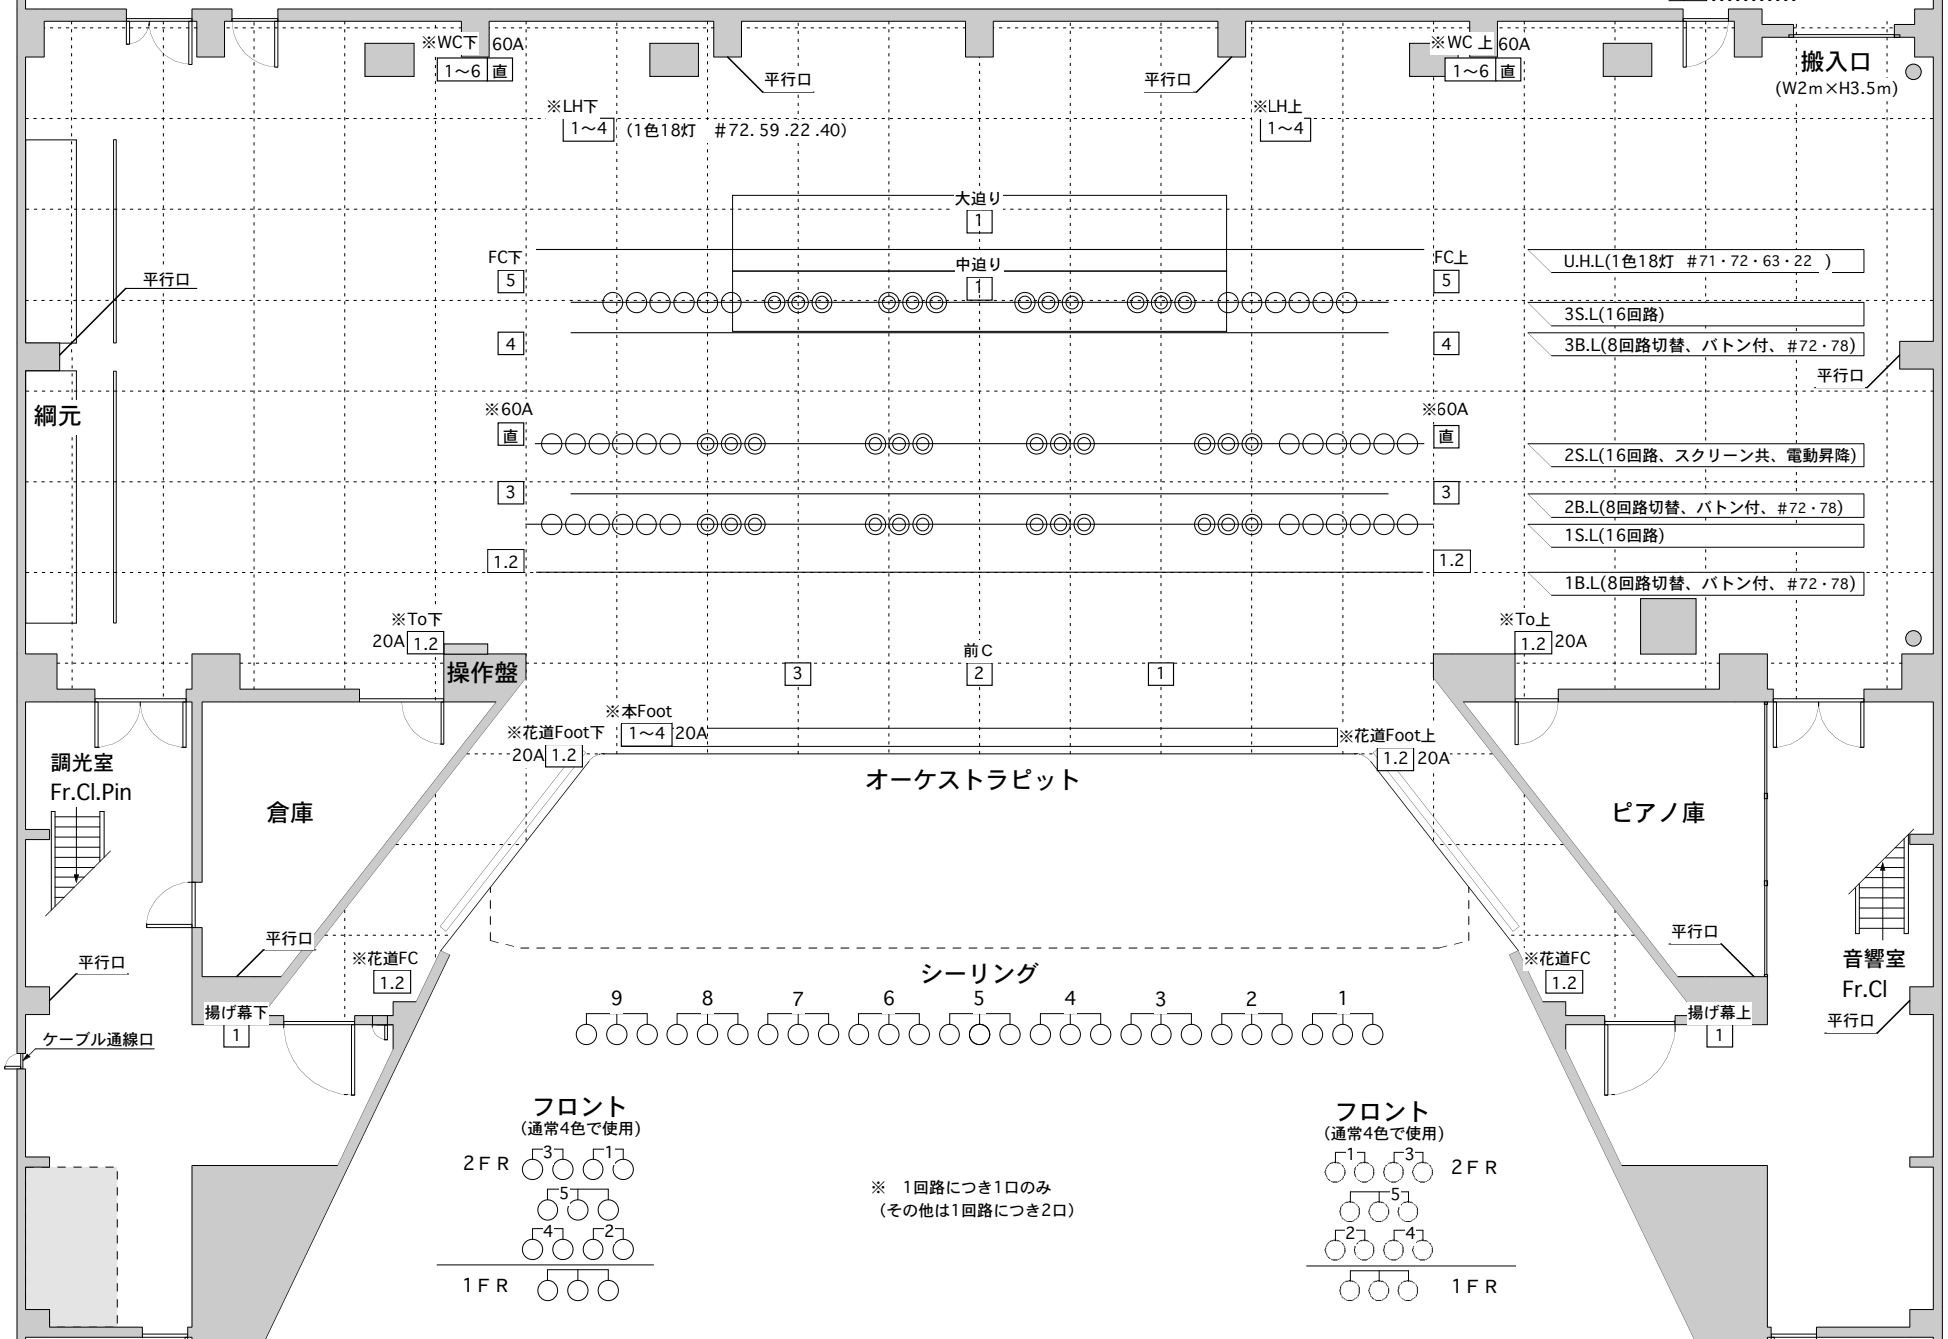 ※WC下 60A
1～6 直
平行口
平行口
※WC 上 60A
1～6 直
搬入口
(W2m×H3.5m)
※LH下
1～4 (1色18灯 #72. 59 .22 .40)
※LH上
1～4
大迫り
1
FC下
5
中迫り
1
FC上
5
U.H.L(1色18灯 #71・72・63・22 )
平行口
3S.L(16回路)
4
4
3B.L(8回路切替、バトン付、#72・78)
平行口
綱元
※60A
直
※60A
直
2S.L(16回路、スクリーン共、電動昇降)
3
3
2B.L(8回路切替、バトン付、#72・78)
1S.L(16回路)
1.2
1.2
1B.L(8回路切替、バトン付、#72・78)
※To下
20A 1.2
※To上
1.2 20A
操作盤
前C
3
2
1
※本Foot
1～4 20A
※花道Foot下
20A 1.2
※花道Foot上
1.2 20A
調光室
Fr.Cl.Pin
倉庫
オーケストラピット
ピアノ庫
平行口
平行口
平行口
※花道FC
1.2
シーリング
※花道FC
1.2
音響室
Fr.Cl
平行口
揚げ幕下
1
揚げ幕上
1
ケーブル通線口
9 8 7 6 5 4 3 2 1
フロント
(通常4色で使用)
2FR
3 1
5
4 2
1FR
※ 1回路につき1口のみ
(その他は1回路につき2口)
フロント
(通常4色で使用)
1 3
2FR
5
2 4
1FR